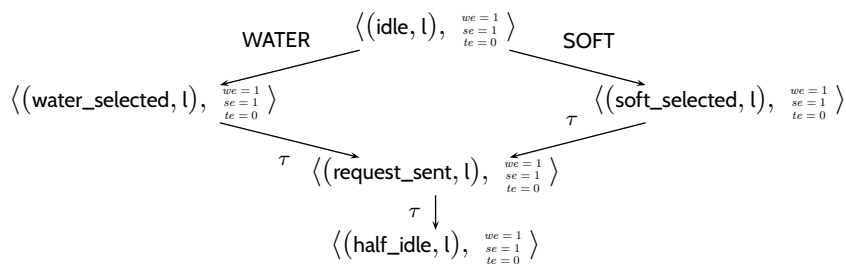 ⟨(idle, l), we = 1 se = 1 te = 0⟩
WATER SOFT
⟨(water_selected, l), we = 1 se = 1 te = 0⟩ ⟨(soft_selected, l), we = 1 se = 1 te = 0⟩
τ τ
⟨(request_sent, l), we = 1 se = 1 te = 0⟩
τ
⟨(half_idle, l), we = 1 se = 1 te = 0⟩